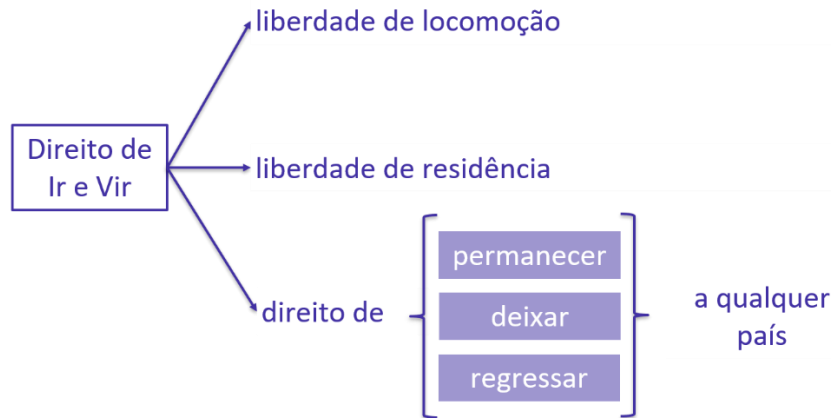 liberdade de locomoção
Direito de
Ir e Vir
liberdade de residência
direito de
permanecer
deixar
regressar
a qualquer
país